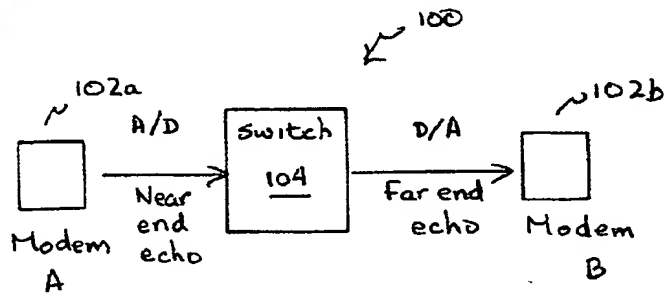 100
102a
A/D
Switch
104
D/A
102b
Near
end
echo
Far end
echo
Modem
A
Modem
B